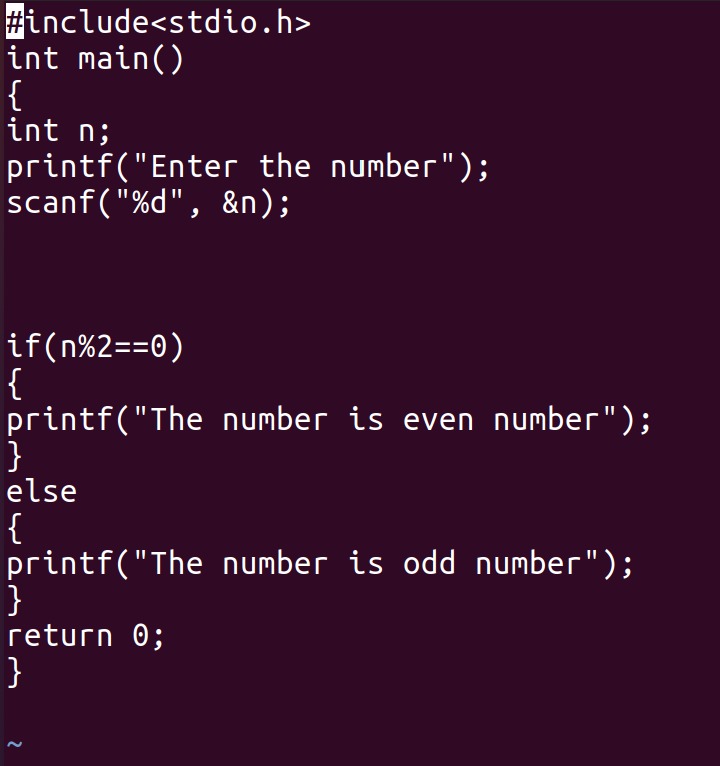 #include<stdio.h>
int main()
{
int n;
printf("Enter the number");
scanf("%d", &n);
if(n%2==0)
{
printf("The number is even number");
}
else
{
printf("The number is odd number");
}
return 0;
}
~